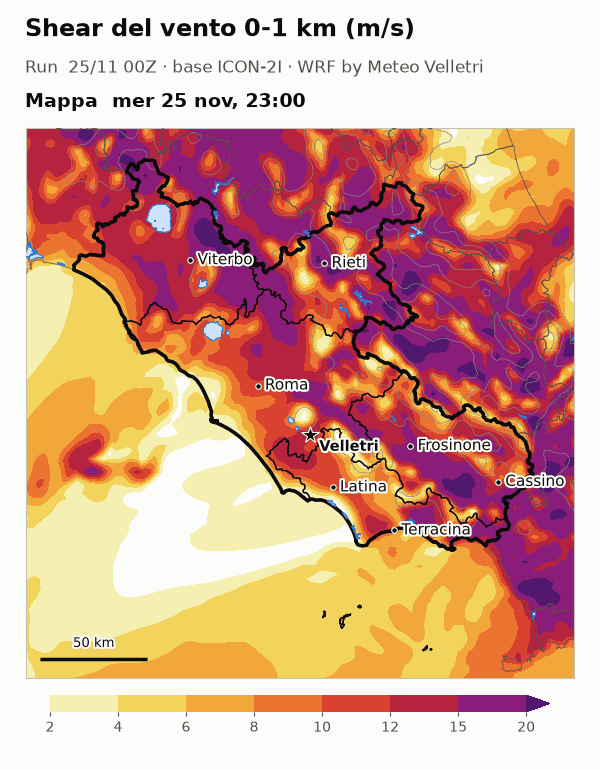 Shear del vento 0-1 km (m/s)
Run  25/11 00Z · base ICON-2I · WRF by Meteo Velletri
Mappa  mer 25 nov, 23:00
Viterbo
Rieti
Roma
Velletri
Frosinone
Cassino
Latina
Terracina
50 km
2 4 6 8 10 12 15 20